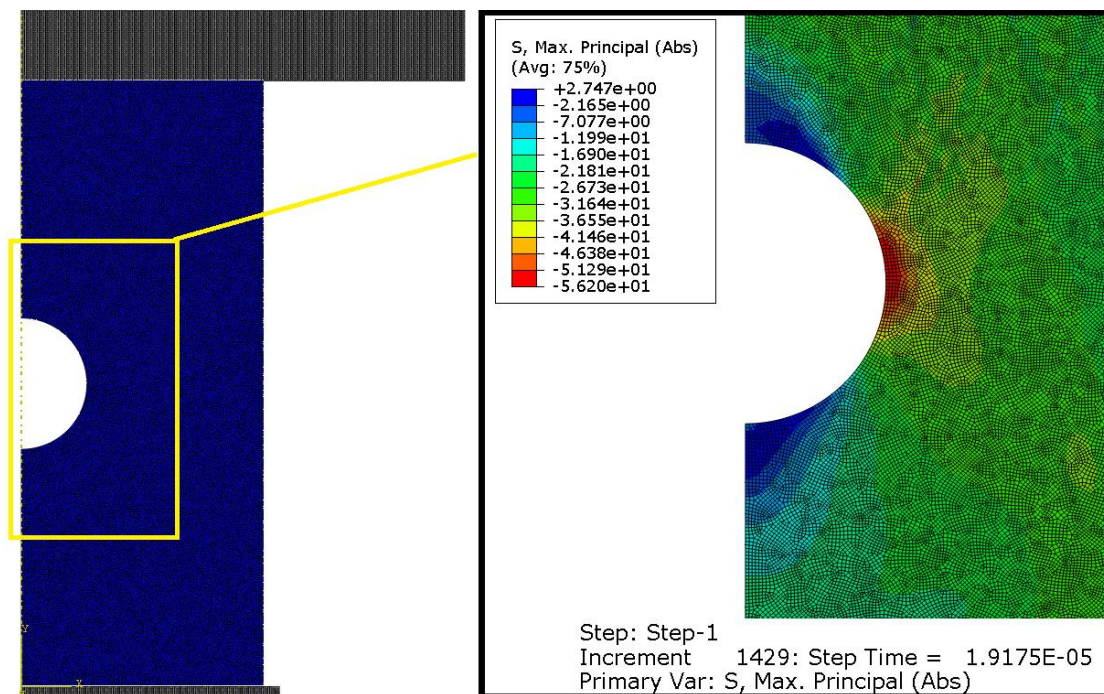 S, Max. Principal (Abs)
(Avg: 75%)
+2.747e+00
-2.165e+00
-7.077e+00
-1.199e+01
-1.690e+01
-2.181e+01
-2.673e+01
-3.164e+01
-3.655e+01
-4.146e+01
-4.638e+01
-5.129e+01
-5.620e+01
Y
X
Step: Step-1
Increment 1429: Step Time = 1.9175E-05
Primary Var: S, Max. Principal (Abs)